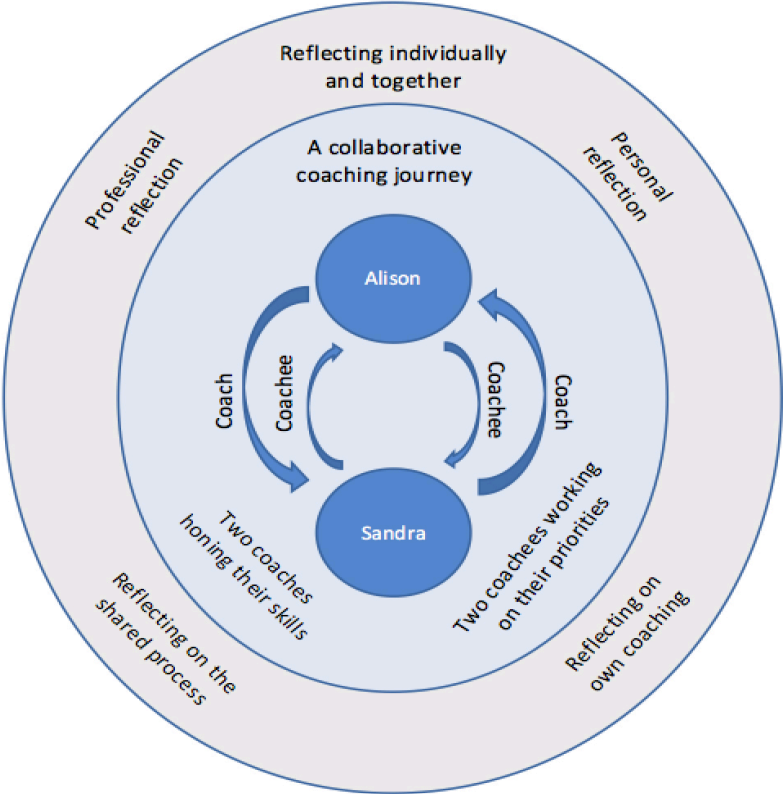 Reflecting individually
and together
Professional
reflection
Personal
reflection
A collaborative
coaching journey
Alison
Coach
Coachee
Coachee
Coach
Sandra
Two coaches
honing their skills
Two coachees working
on their priorities
Reflecting on the
shared process
Reflecting on
own coaching